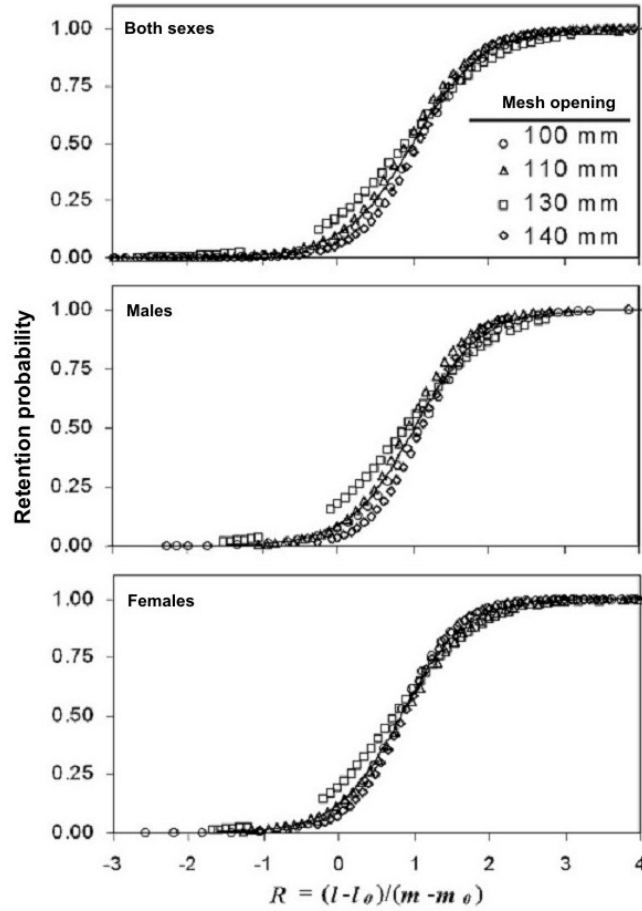 Both sexes
1.00
0.75
0.50
0.25
0.00
Mesh opening
100 mm
110 mm
130 mm
140 mm
Males
1.00
0.75
0.50
0.25
0.00
Females
1.00
0.75
0.50
0.25
0.00
-3 -2 -1 0 1 2 3 4
Retention probability
R = (l-l₀)/(m-m₀)